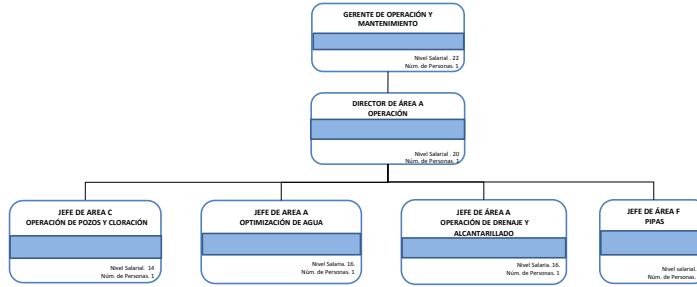 GERENTE DE OPERACIÓN Y
MANTENIMIENTO
Nivel Salarial . 22
Núm. de Personas. 1
DIRECTOR DE ÁREA A
OPERACIÓN
Nivel Salarial . 20
Núm. de Personas. 1
JEFE DE AREA C
OPERACIÓN DE POZOS Y CLORACIÓN
Nivel Salarial. 14
Núm. de Personas. 1
JEFE DE AREA A
OPTIMIZACIÓN DE AGUA
Nivel Salaria. 16.
Núm. de Personas. 1
JEFE DE ÁREA A
OPERACIÓN DE DRENAJE Y
ALCANTARILLADO
Nivel Salaria. 16.
Núm. de Personas. 1
JEFE DE ÁREA F
PIPAS
Nivel salarial.
Núm. de Personas.